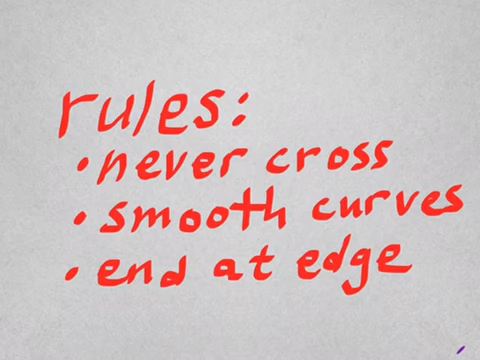 rules:
• never cross
• smooth curves
• end at edge